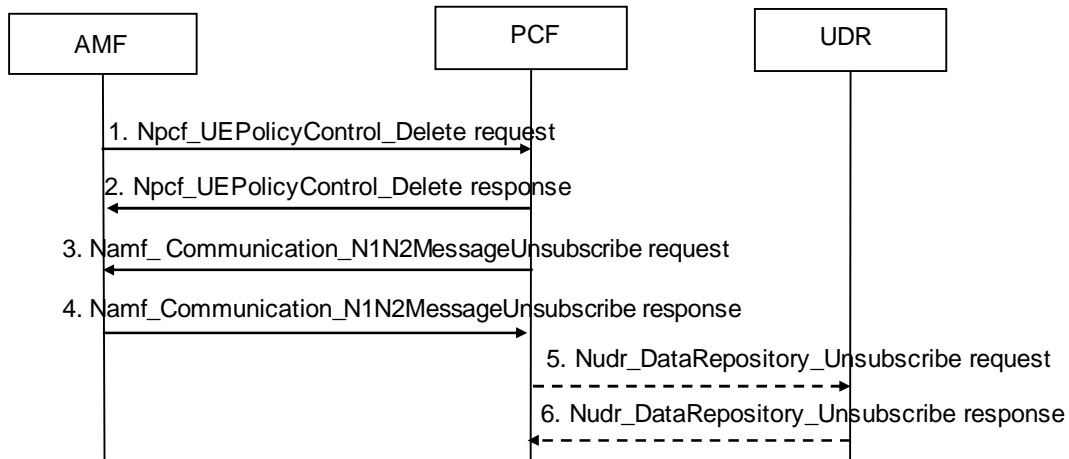 AMF
PCF
UDR
1. Npcf_UEPolicyControl_Delete request
2. Npcf_UEPolicyControl_Delete response
3. Namf_ Communication_N1N2MessageUnsubscribe request
4. Namf_Communication_N1N2MessageUnsubscribe response
5. Nudr_DataRepository_Unsubscribe request
6. Nudr_DataRepository_Unsubscribe response